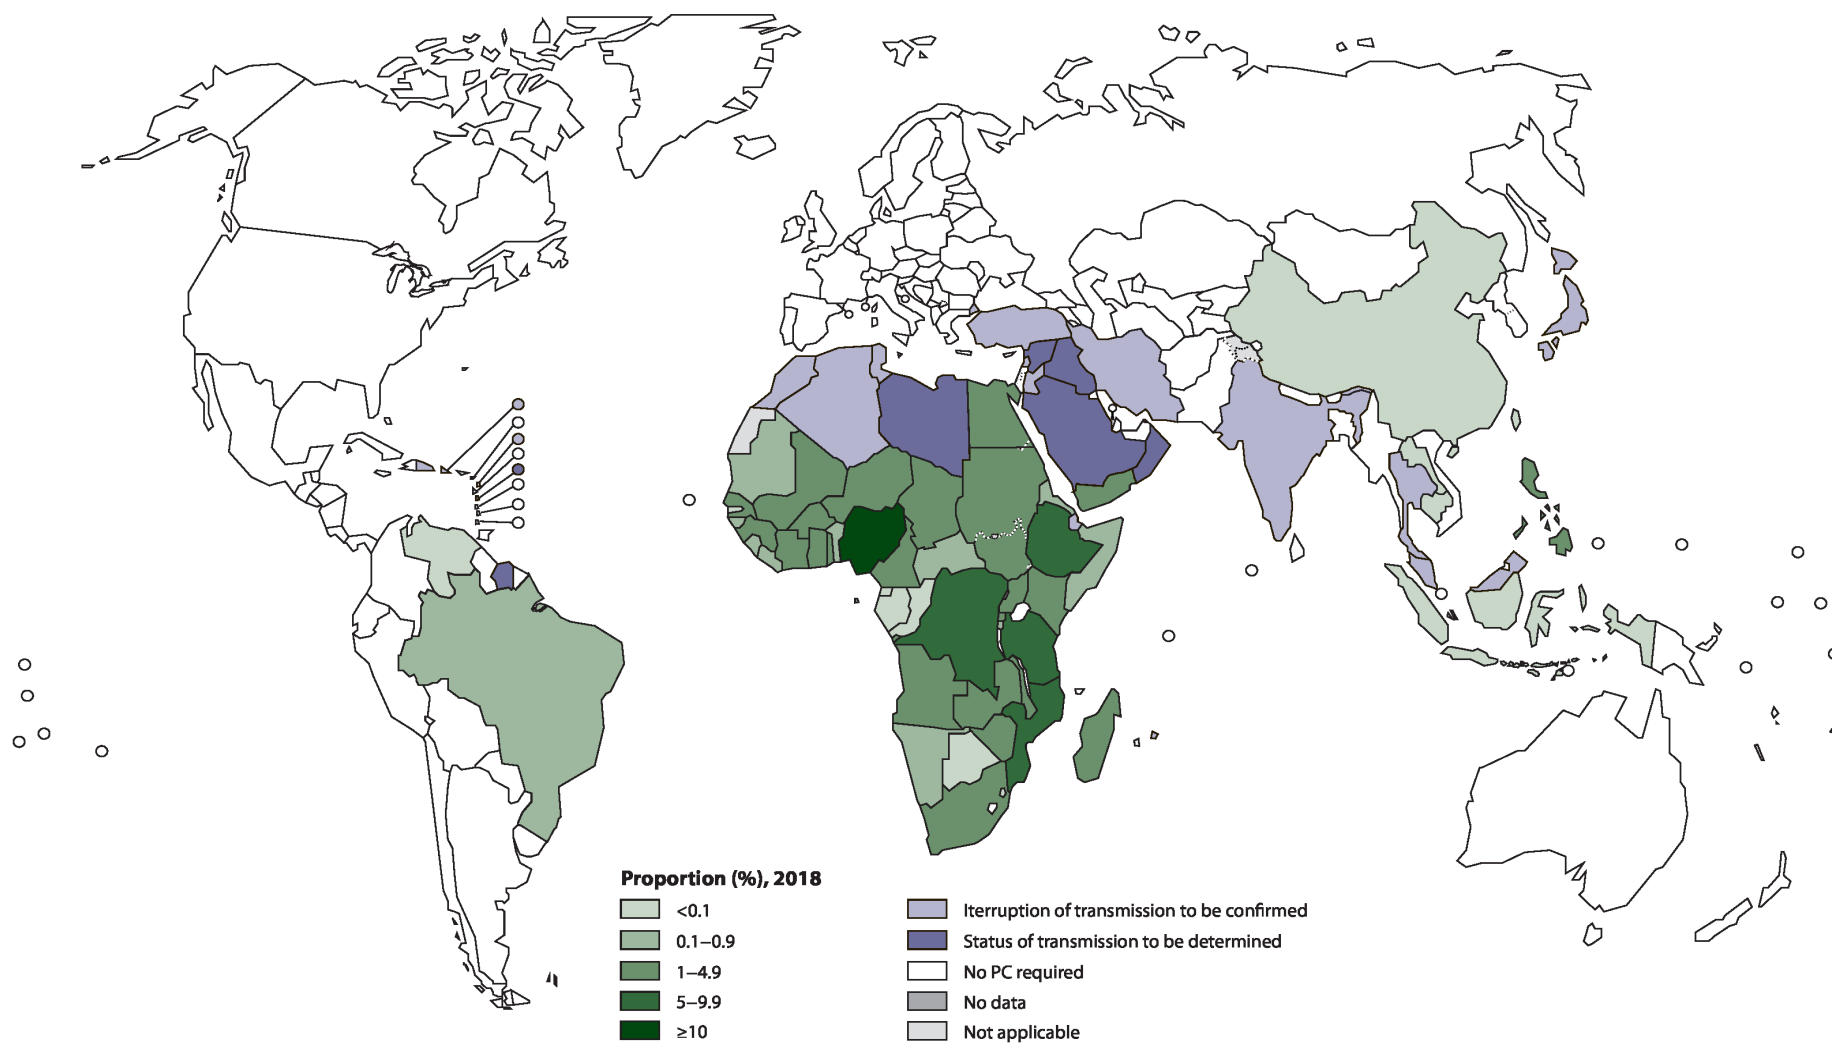 Proportion (%), 2018
<0.1
0.1–0.9
1–4.9
5–9.9
≥10
Iterruption of transmission to be confirmed
Status of transmission to be determined
No PC required
No data
Not applicable